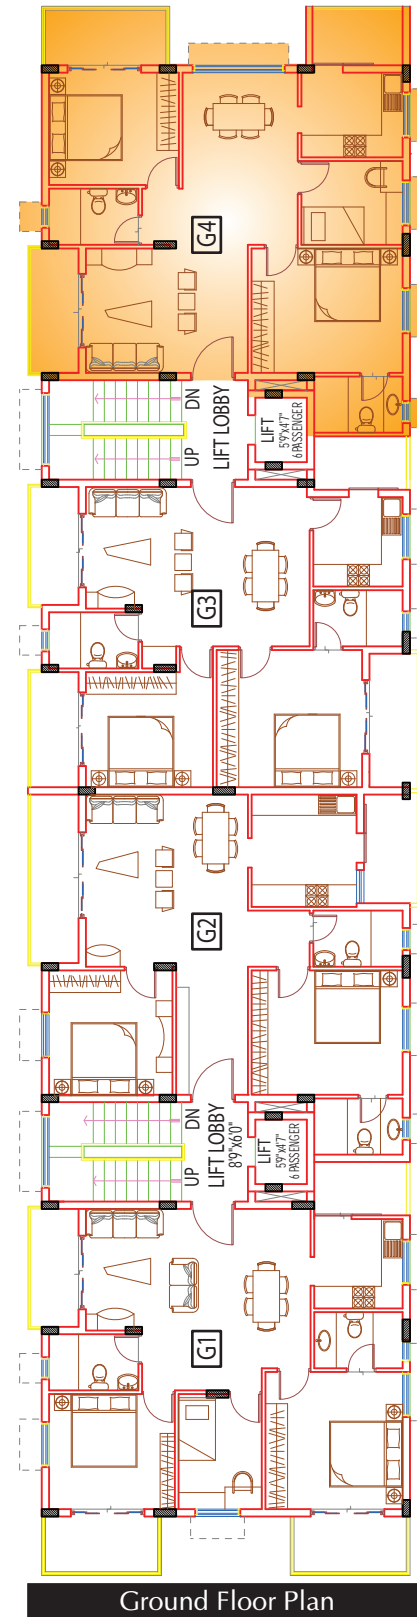 G4
DN
UP
LIFT LOBBY
LIFT
5'9"x4'7"
6 PASSENGER
G3
G2
DN
UP
LIFT LOBBY
8'9"x6'0"
LIFT
5'9"x4'7"
6 PASSENGER
G1
Ground Floor Plan